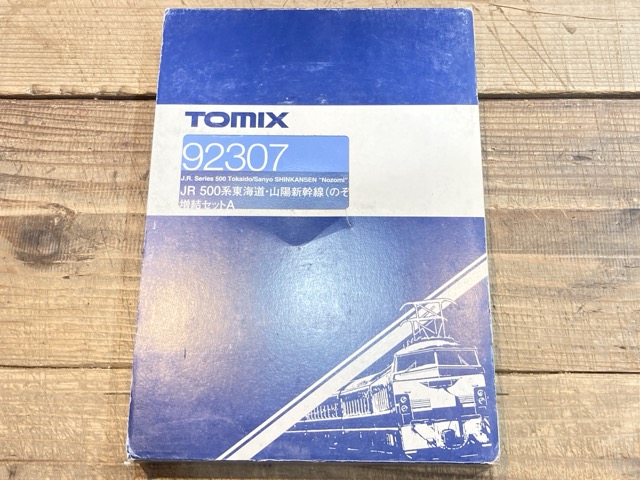 TOMIX
92307
J.R. Series 500 Tokaido/Sanyo SHINKANSEN "Nozomi"
JR 500系東海道・山陽新幹線(のぞ
増結セットA